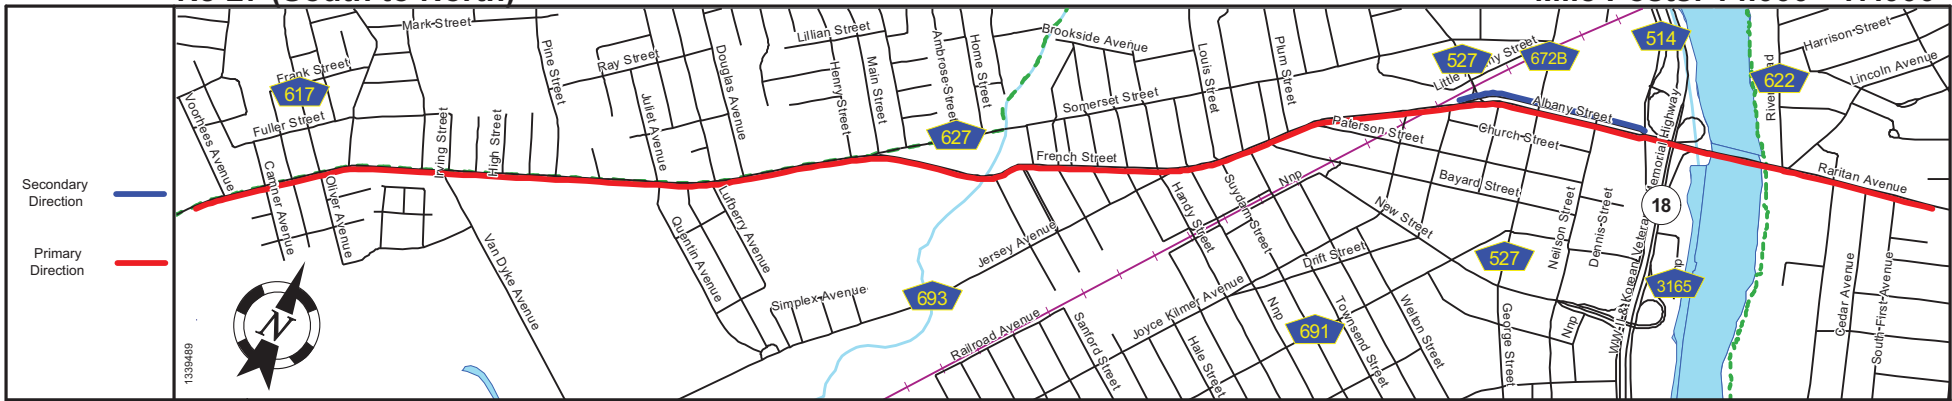 Secondary
Direction
Primary
Direction
1339489
N
Mark Street
Frank Street
617
Voorhees Avenue
Fuller Street
Camner Avenue
Oliver Avenue
Irving Street
High Street
Pine Street
Ray Street
Juliet Avenue
Douglas Avenue
Lillian Street
Henry Street
Main Street
Ambrose Street
Home Street
627
Brookside Avenue
Somerset Street
French Street
Louis Street
Plum Street
Van Dyke Avenue
Quentin Avenue
Lufberry Avenue
Simplex Avenue
693
Jersey Avenue
Railroad Avenue
Sanford Street
Joyce Kilmer Avenue
Handy Street
Suydam Street
Nnp
Hale Street
Nnp
691
Townsend Street
Welton Street
Drift Street
New Street
Paterson Street
Bayard Street
Church Street
Albany Street
527
672B
514
622
527
George Street
Neilson Street
Dennis Street
Nnp
18
3165
Harrison Street
Lincoln Avenue
Raritan Avenue
Cedar Avenue
South First Avenue